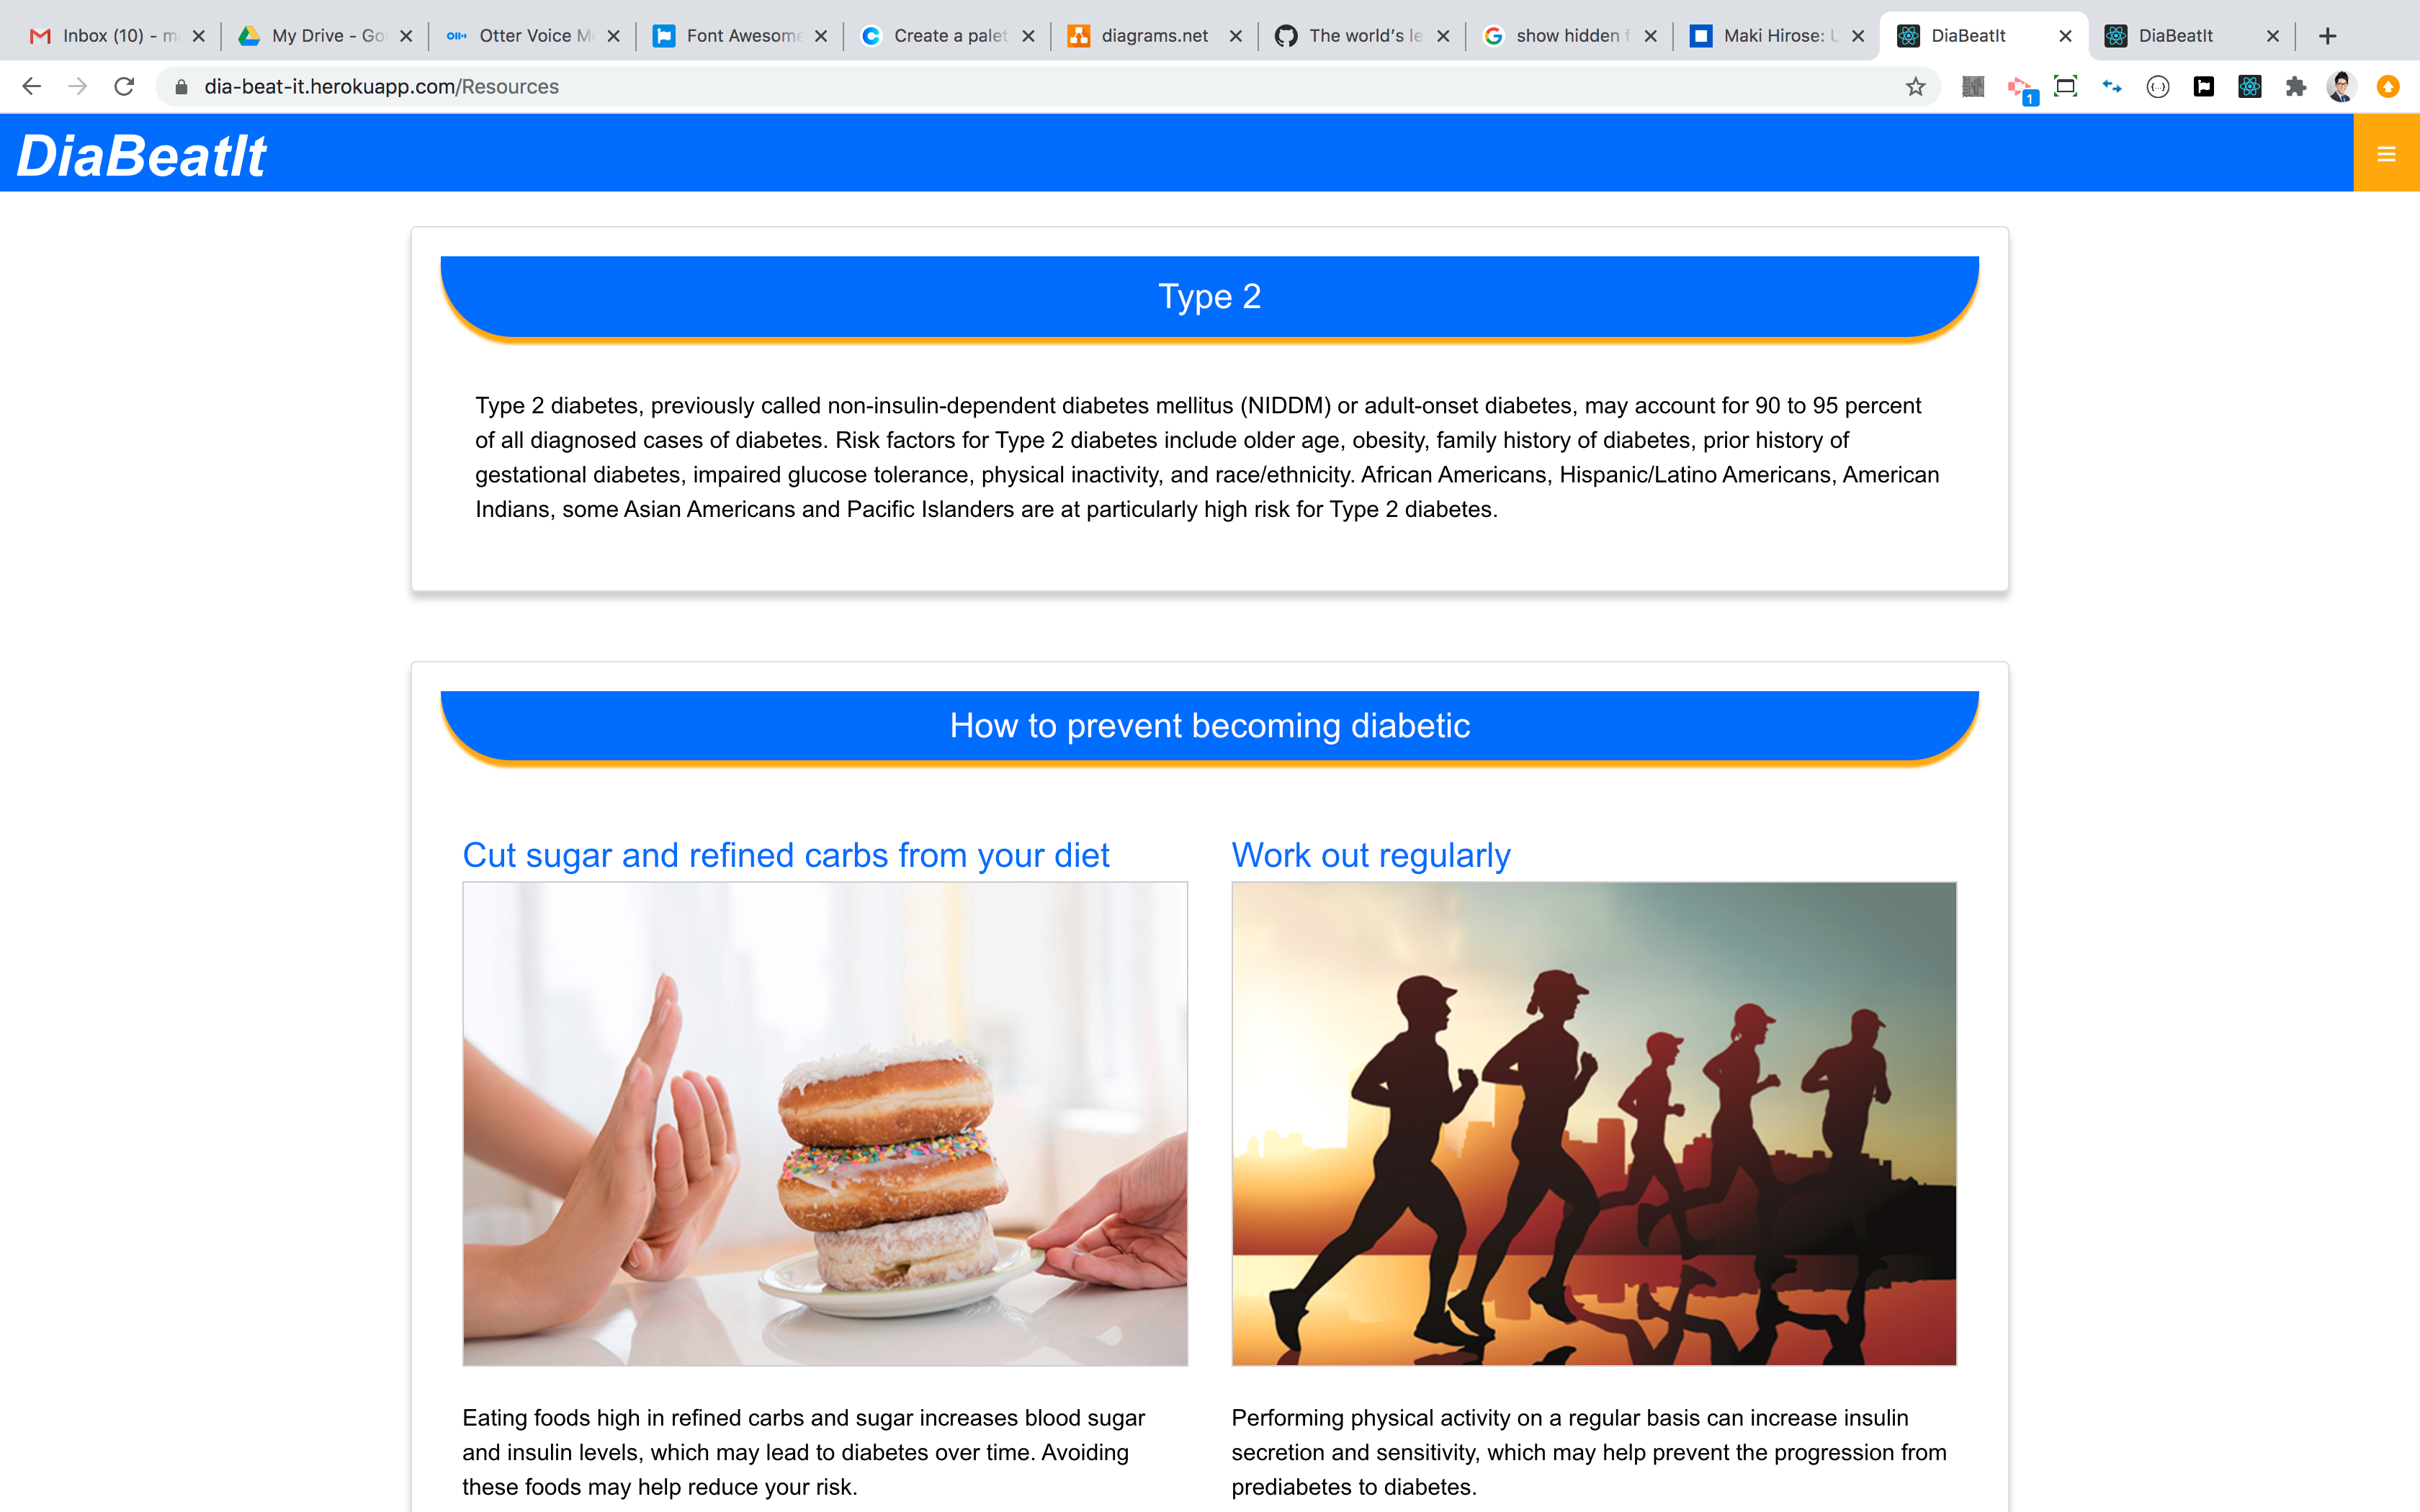 Inbox (10) - m
My Drive - Go
Otter Voice M
Font Awesome
Create a palet
diagrams.net
The world's le
show hidden f
Maki Hirose: U
DiaBeatIt
DiaBeatIt
dia-beat-it.herokuapp.com/Resources
1
DiaBeatIt
Type 2
Type 2 diabetes, previously called non-insulin-dependent diabetes mellitus (NIDDM) or adult-onset diabetes, may account for 90 to 95 percent
of all diagnosed cases of diabetes. Risk factors for Type 2 diabetes include older age, obesity, family history of diabetes, prior history of
gestational diabetes, impaired glucose tolerance, physical inactivity, and race/ethnicity. African Americans, Hispanic/Latino Americans, American
Indians, some Asian Americans and Pacific Islanders are at particularly high risk for Type 2 diabetes.
How to prevent becoming diabetic
Cut sugar and refined carbs from your diet
Eating foods high in refined carbs and sugar increases blood sugar
and insulin levels, which may lead to diabetes over time. Avoiding
these foods may help reduce your risk.
Work out regularly
Performing physical activity on a regular basis can increase insulin
secretion and sensitivity, which may help prevent the progression from
prediabetes to diabetes.